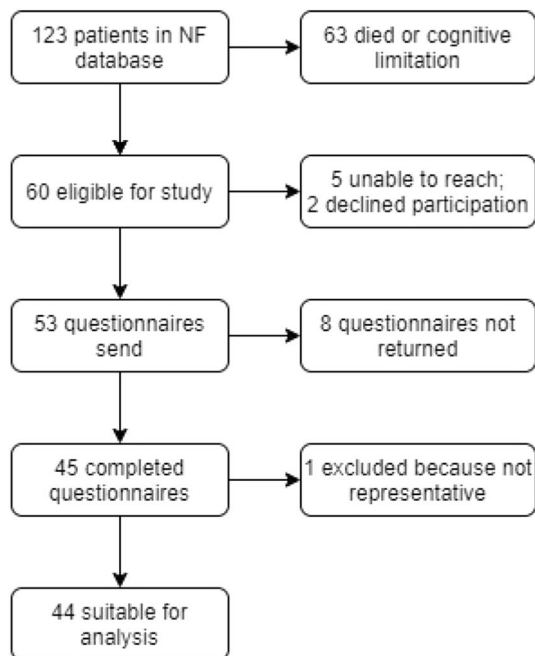 123 patients in NF
database
63 died or cognitive
limitation
60 eligible for study
5 unable to reach;
2 declined participation
53 questionnaires
send
8 questionnaires not
returned
45 completed
questionnaires
1 excluded because not
representative
44 suitable for
analysis